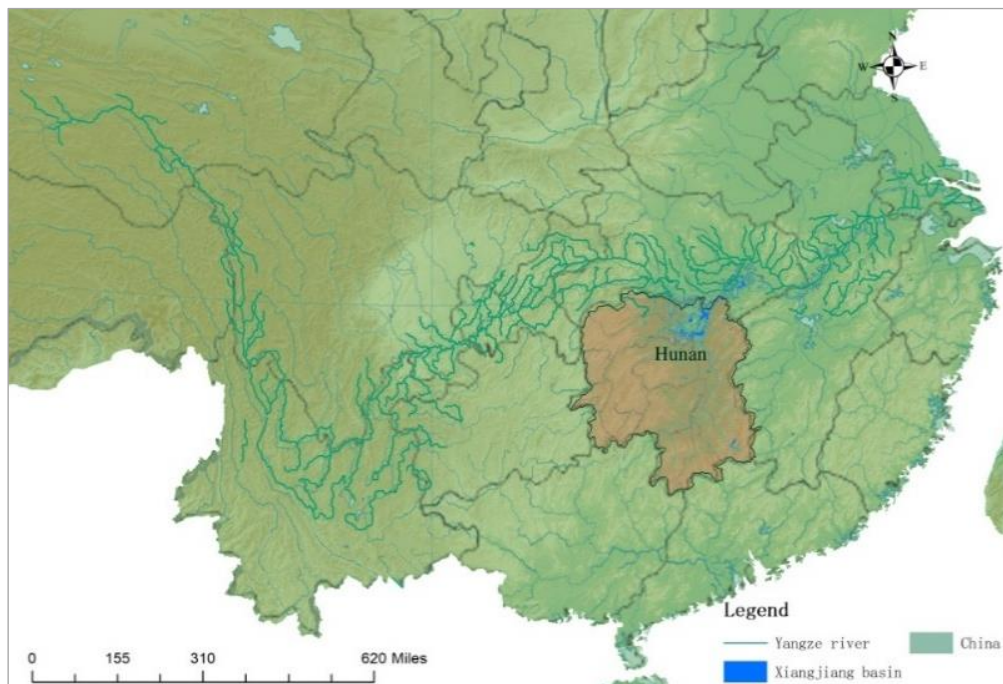 N
W E
S
Hunan
Legend
Yangze river China
Xiangjiang basin
0 155 310 620 Miles